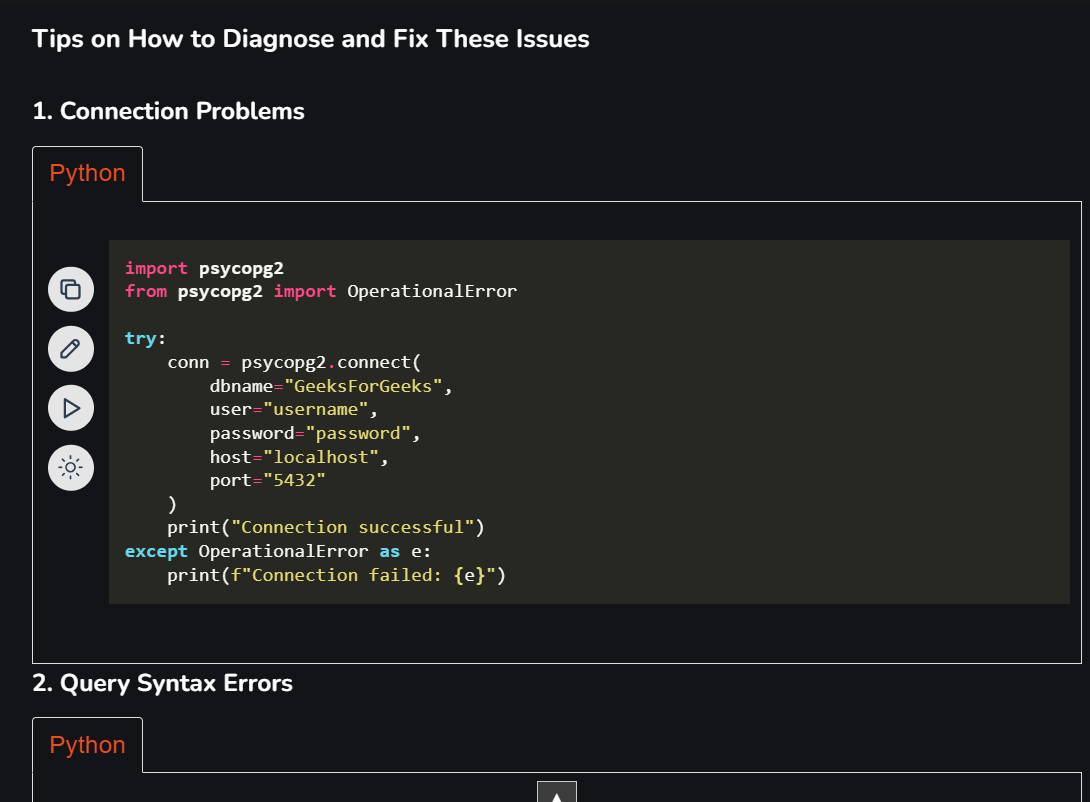 Tips on How to Diagnose and Fix These Issues
1. Connection Problems
Python
import psycopg2
from psycopg2 import OperationalError
try:
    conn = psycopg2.connect(
        dbname="GeeksForGeeks",
        user="username",
        password="password",
        host="localhost",
        port="5432"
    )
    print("Connection successful")
except OperationalError as e:
    print(f"Connection failed: {e}")
2. Query Syntax Errors
Python